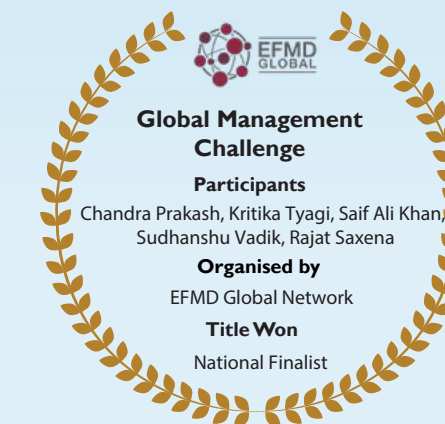 EFMD
GLOBAL
Global Management
Challenge
Participants
Chandra Prakash, Kritika Tyagi, Saif Ali Khan,
Sudhanshu Vadik, Rajat Saxena
Organised by
EFMD Global Network
Title Won
National Finalist